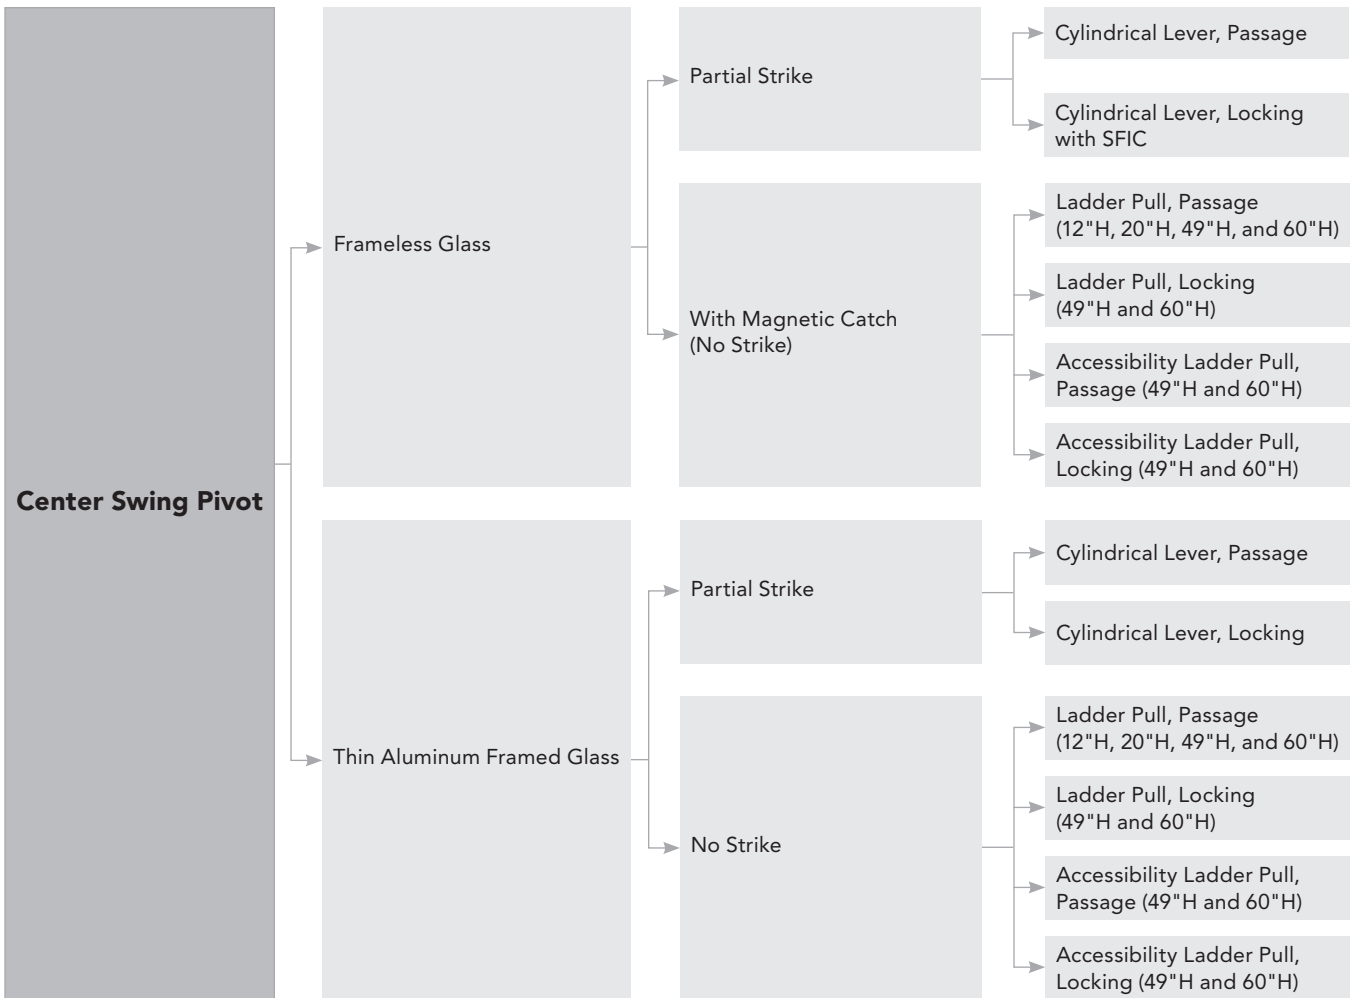 Center Swing Pivot
Frameless Glass
Partial Strike
Cylindrical Lever, Passage
Cylindrical Lever, Locking
with SFIC
With Magnetic Catch
(No Strike)
Ladder Pull, Passage
(12"H, 20"H, 49"H, and 60"H)
Ladder Pull, Locking
(49"H and 60"H)
Accessibility Ladder Pull,
Passage (49"H and 60"H)
Accessibility Ladder Pull,
Locking (49"H and 60"H)
Thin Aluminum Framed Glass
Partial Strike
Cylindrical Lever, Passage
Cylindrical Lever, Locking
No Strike
Ladder Pull, Passage
(12"H, 20"H, 49"H, and 60"H)
Ladder Pull, Locking
(49"H and 60"H)
Accessibility Ladder Pull,
Passage (49"H and 60"H)
Accessibility Ladder Pull,
Locking (49"H and 60"H)